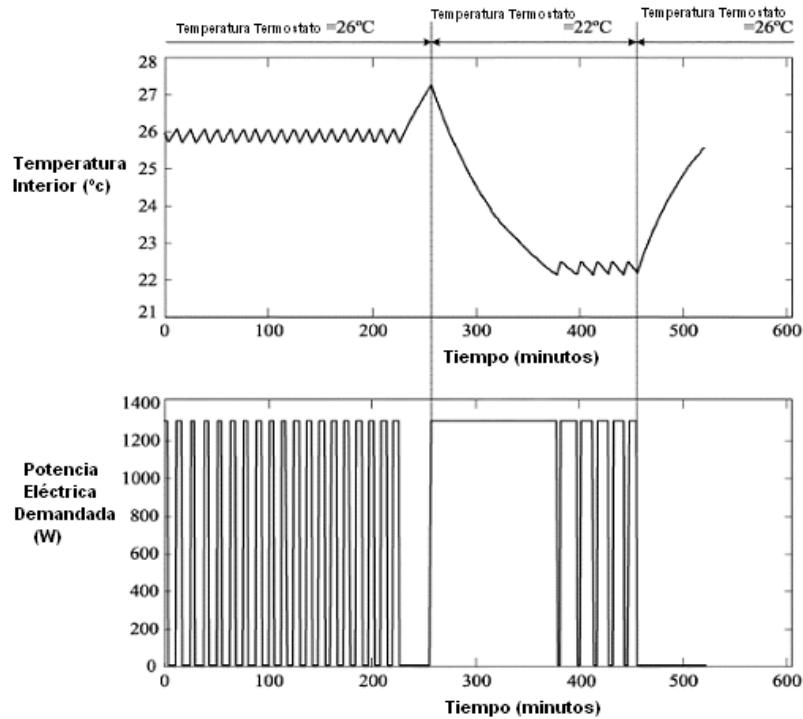 Temperatura Termostato =26ºC
Temperatura Termostato
=22ºC
Temperatura Termostato
=26ºC
28
27
26
25
24
23
22
21
Temperatura
Interior (ºc)
0 100 200 300 400 500 600
Tiempo (minutos)
1400
1200
1000
800
600
400
200
0
Potencia
Eléctrica
Demandada
(W)
0 100 200 300 400 500 600
Tiempo (minutos)